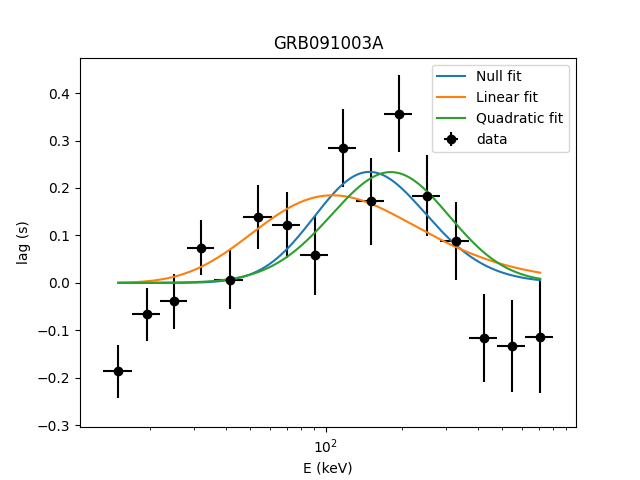 GRB091003A
Null fit
Linear fit
Quadratic fit
data
lag (s)
0.4
0.3
0.2
0.1
0.0
−0.1
−0.2
−0.3
10²
E (keV)